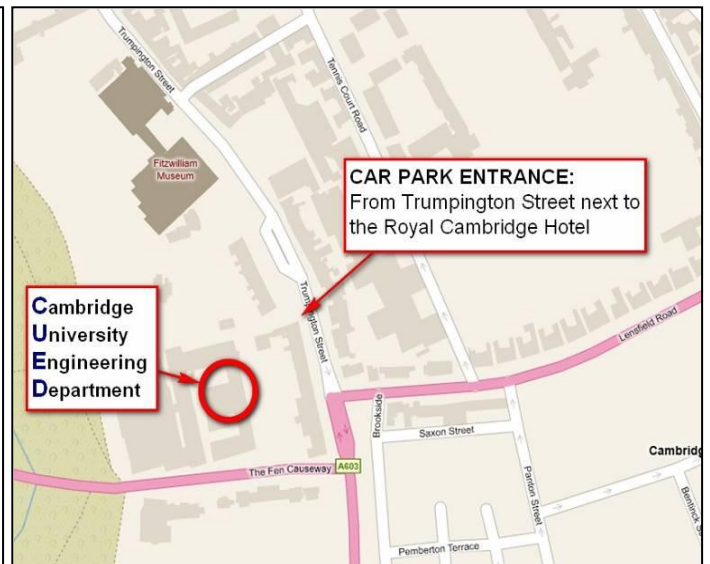 Trumpington Street
Tennis Court Road
Fitzwilliam
Museum
CAR PARK ENTRANCE:
From Trumpington Street next to
the Royal Cambridge Hotel
Trumpington Street
Cambridge
University
Engineering
Department
Lensfield Road
Brookside
Saxon Street
Cambridg
The Fen Causeway
A603
Panton Street
Bentinck S
Pemberton Terrace